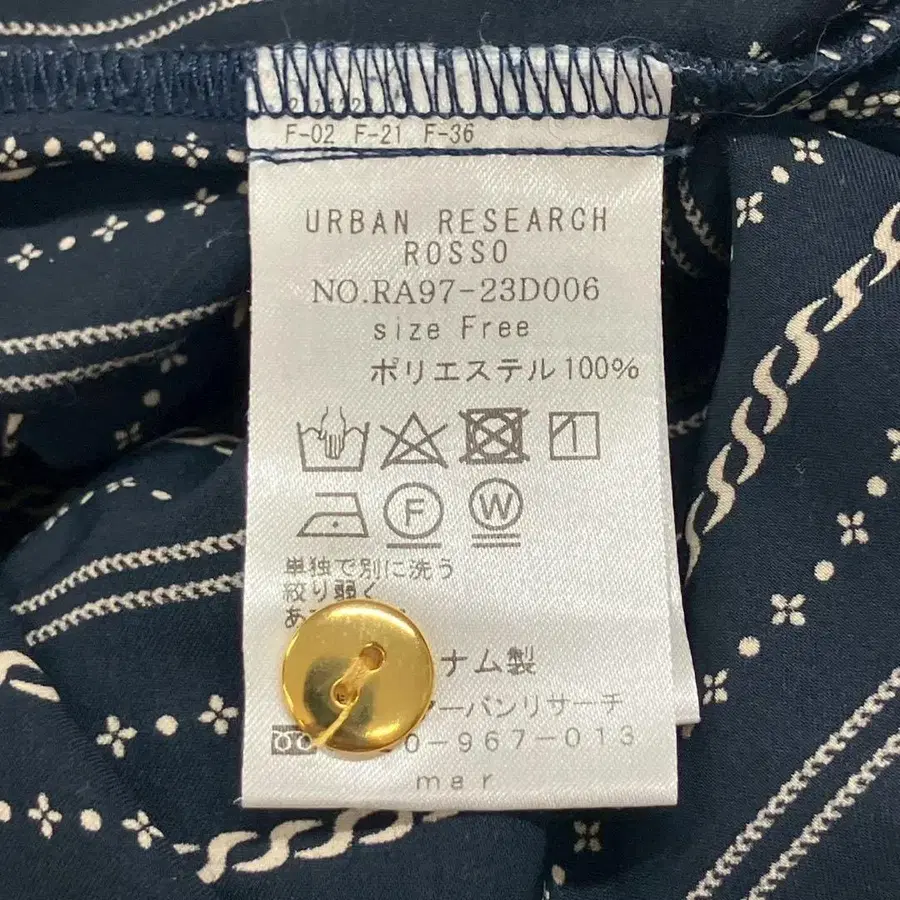 F-02 F-21 F-36
URBAN RESEARCH
ROSSO
NO.RA97-23D006
size Free
ポリエステル100%
F W
単独で別に洗う
絞り弱く
ナム製
ーバンリサーチ
0-967-013
mar